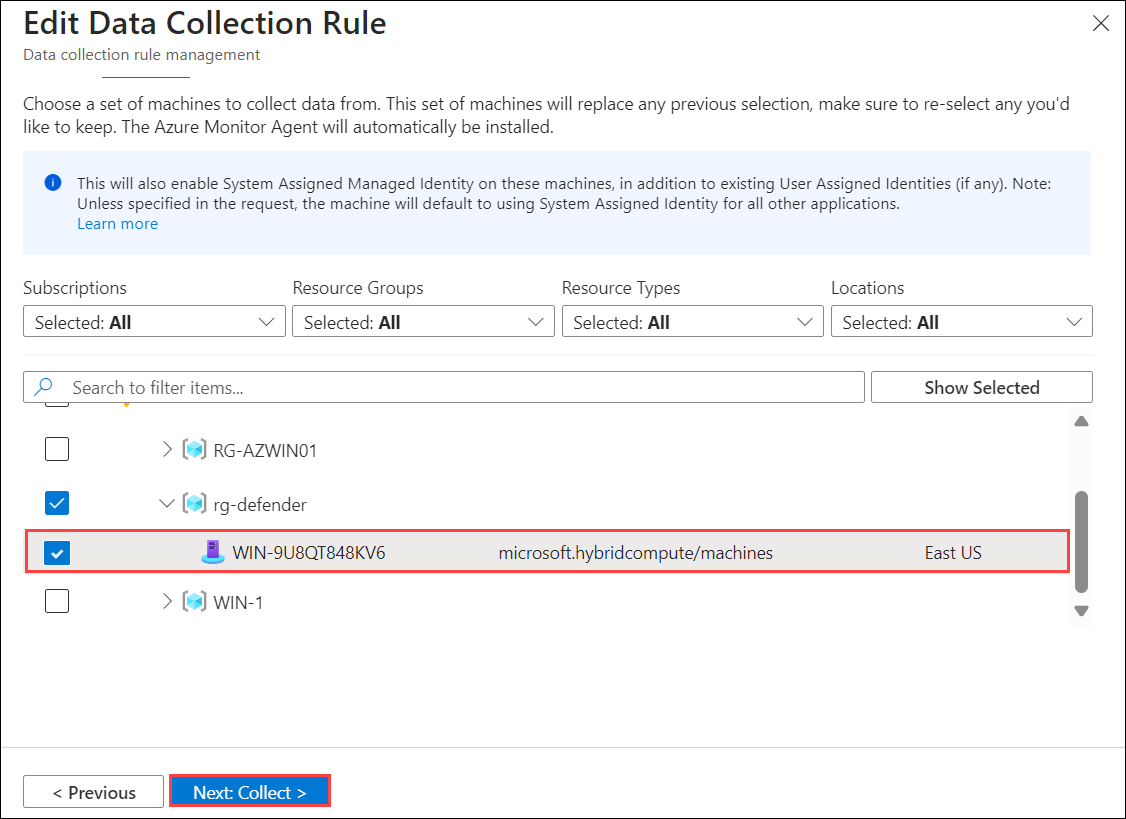 Edit Data Collection Rule
Data collection rule management
Choose a set of machines to collect data from. This set of machines will replace any previous selection, make sure to re-select any you'd
like to keep. The Azure Monitor Agent will automatically be installed.
This will also enable System Assigned Managed Identity on these machines, in addition to existing User Assigned Identities (if any). Note:
Unless specified in the request, the machine will default to using System Assigned Identity for all other applications.
Learn more
Subscriptions Resource Groups Resource Types Locations
Selected: All Selected: All Selected: All Selected: All
Search to filter items... Show Selected
RG-AZWIN01
rg-defender
WIN-9U8QT848KV6 microsoft.hybridcompute/machines East US
WIN-1
< Previous Next: Collect >